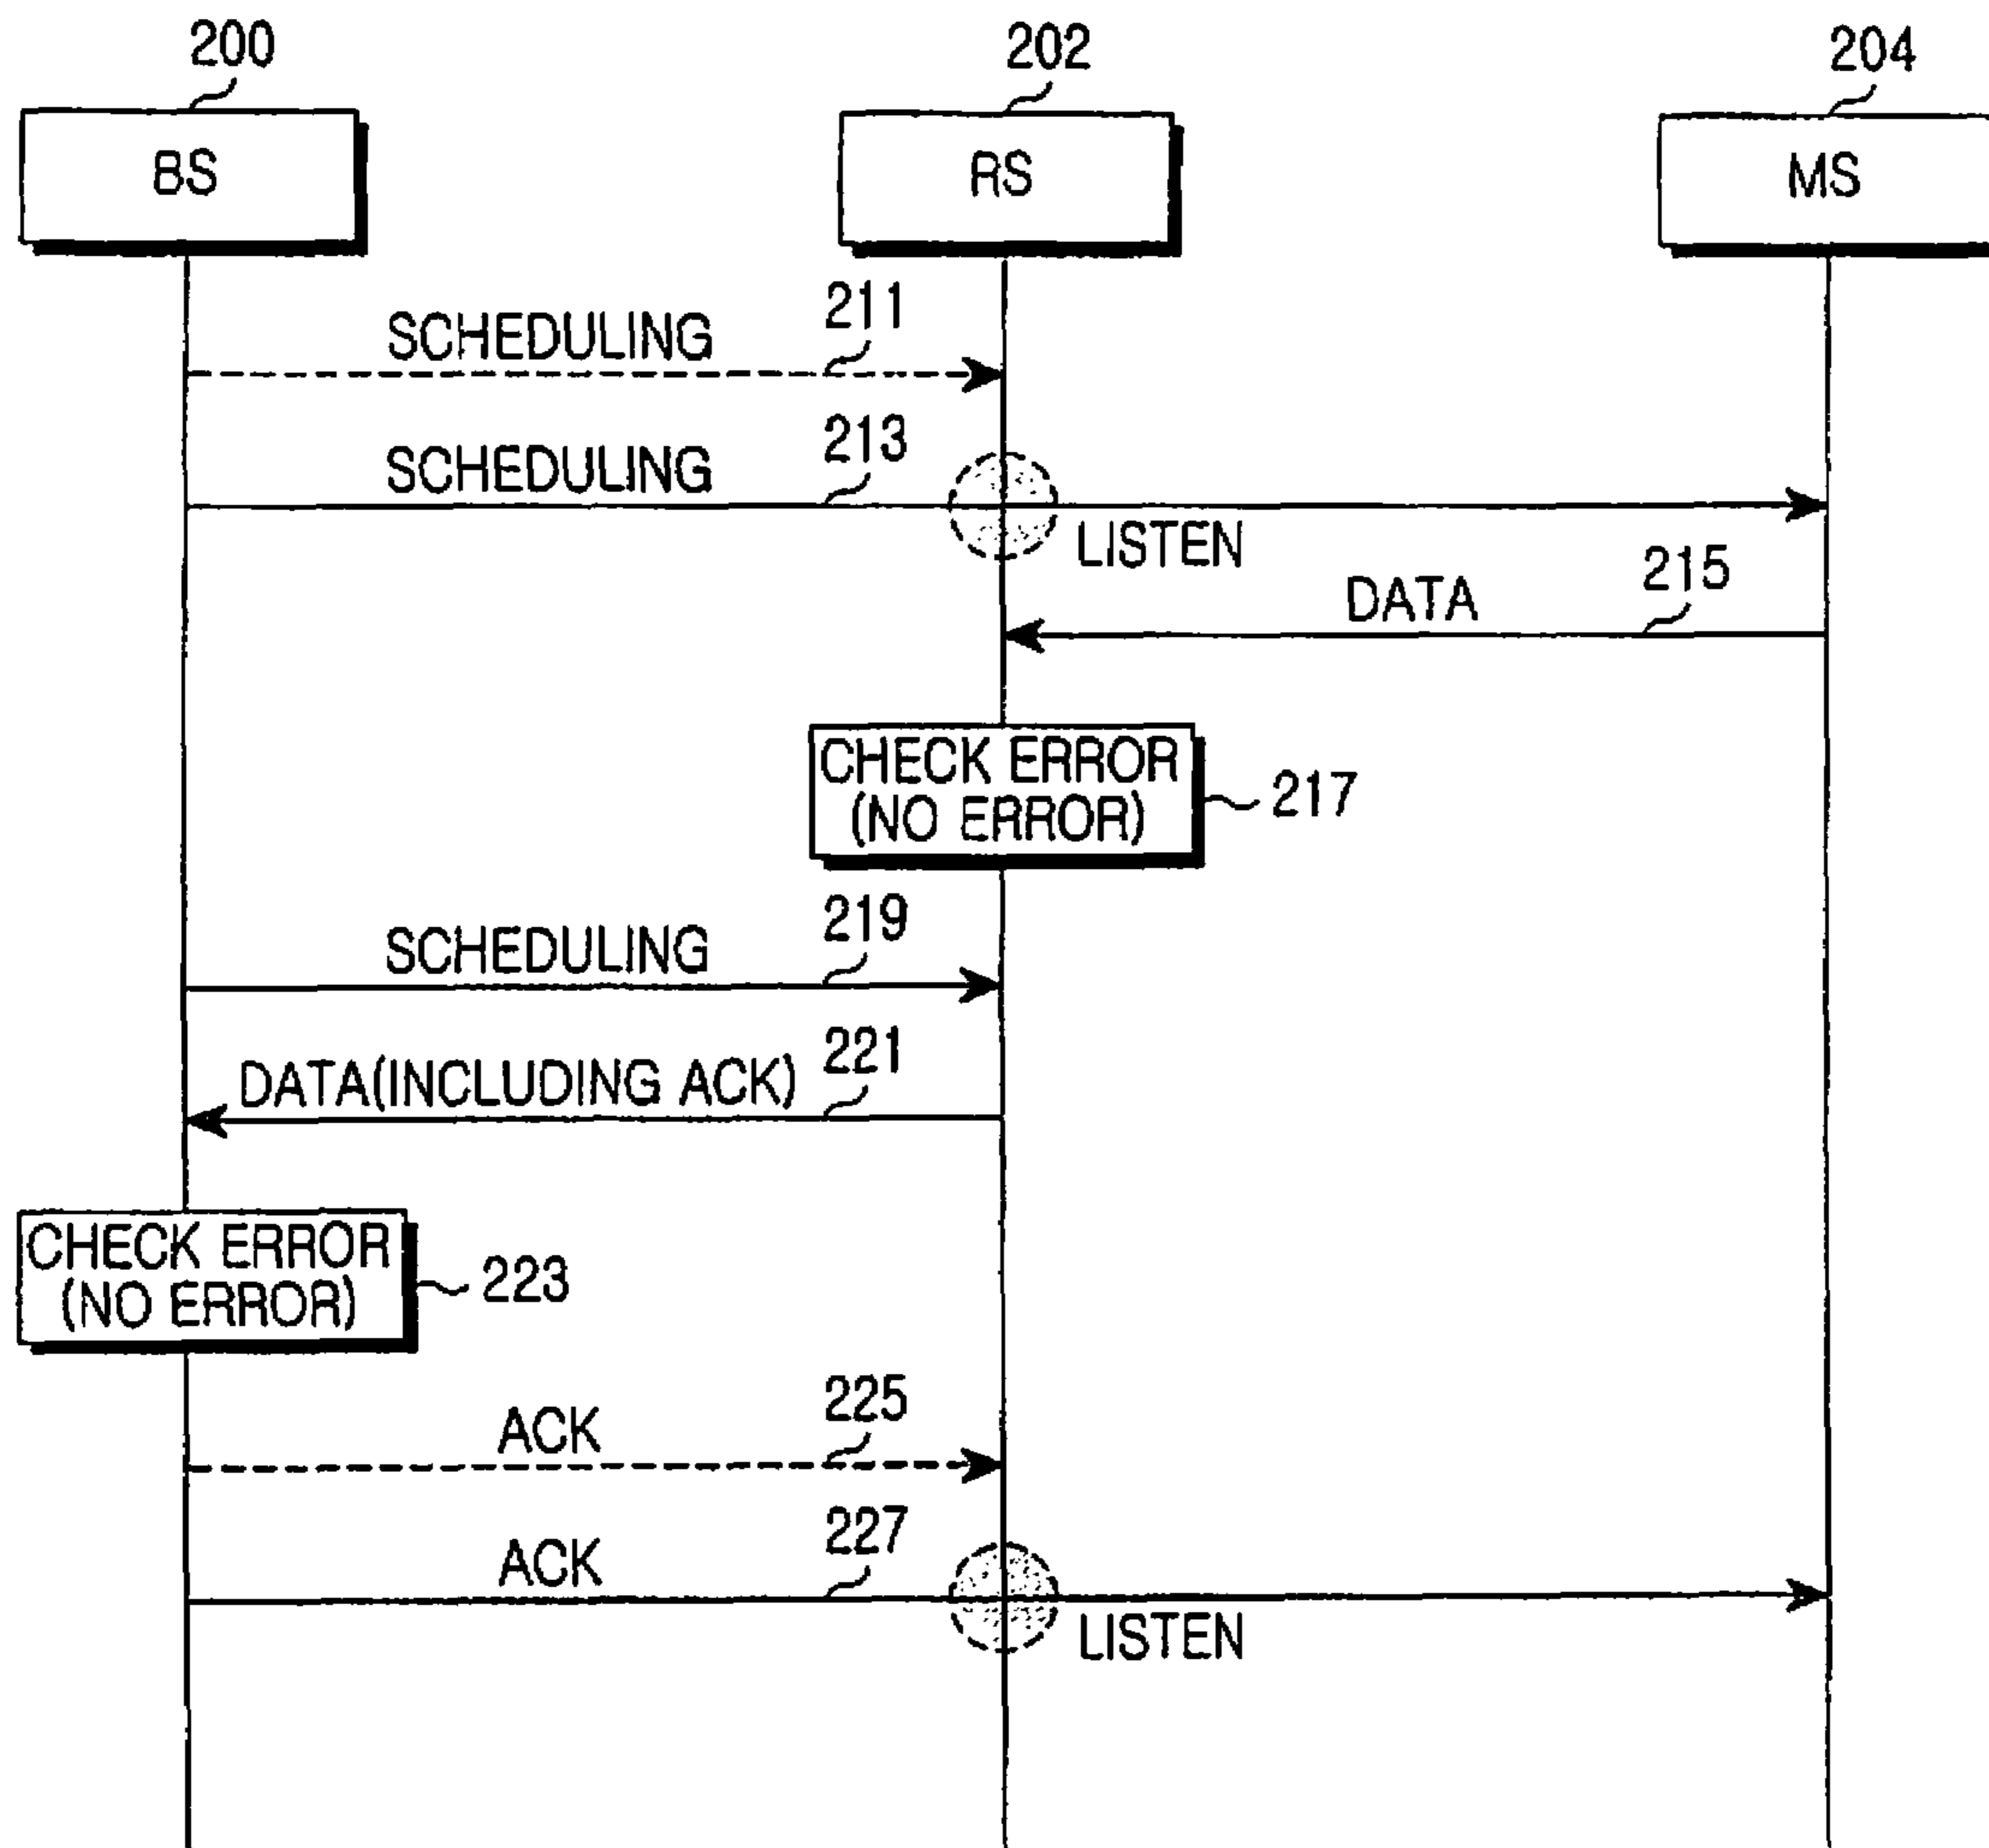 200
202
204
BS
RS
MS
211
SCHEDULING
213
SCHEDULING
LISTEN
215
DATA
CHECK ERROR
(NO ERROR)
217
219
SCHEDULING
221
DATA(INCLUDING ACK)
CHECK ERROR
(NO ERROR)
223
225
ACK
227
ACK
LISTEN